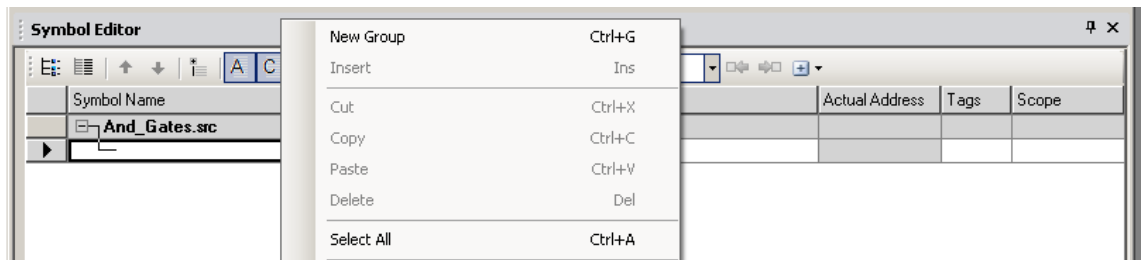 Symbol Editor
New Group Ctrl+G
A C
Insert Ins
Symbol Name
Actual Address Tags Scope
Cut Ctrl+X
And_Gates.src
Copy Ctrl+C
Paste Ctrl+V
Delete Del
Select All Ctrl+A